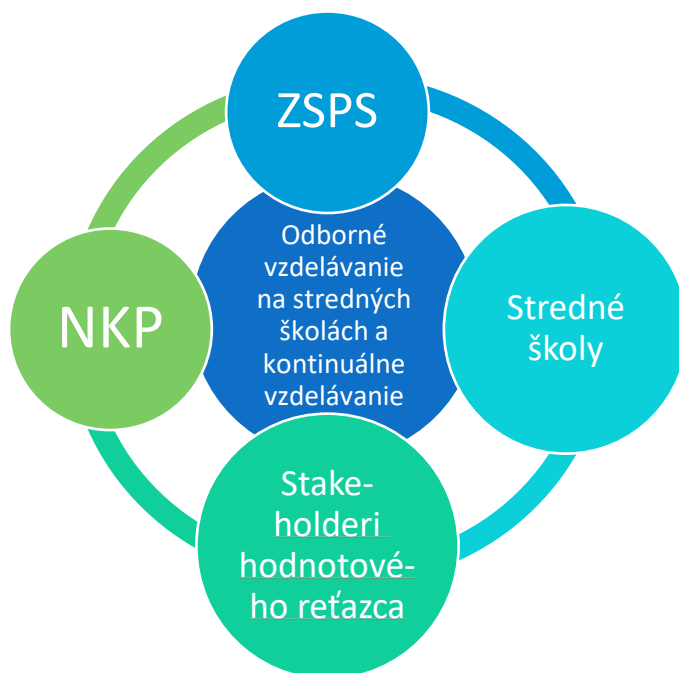 ZSPS
Odborné
vzdelávanie
na stredných
školách a
kontinuálne
vzdelávanie
NKP
Stredné
školy
Stake-
holderi
hodnotové-
ho reťazca